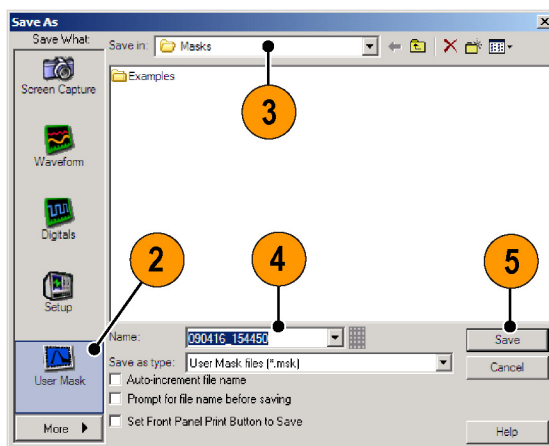 Save As
Save What:
Save in: Masks
Screen Capture
Examples
3
Waveform
Digitals
2
4
5
Setup
Name: 090416_154450
Save
Save as type: User Mask files (*.msk)
Cancel
User Mask
Auto-increment file name
Prompt for file name before saving
Set Front Panel Print Button to Save
More
Help